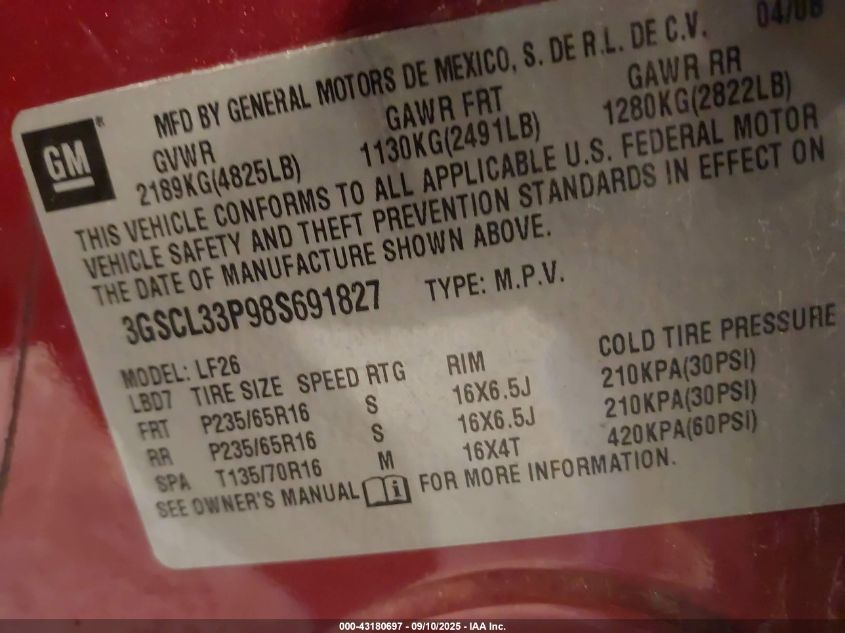 04/08
MFD BY GENERAL MOTORS DE MEXICO, S. DE R.L. DE C.V.
GM®
GVWR GAWR FRT GAWR RR
2189KG(4825LB) 1130KG(2491LB) 1280KG(2822LB)
THIS VEHICLE CONFORMS TO ALL APPLICABLE U.S. FEDERAL MOTOR
VEHICLE SAFETY AND THEFT PREVENTION STANDARDS IN EFFECT ON
THE DATE OF MANUFACTURE SHOWN ABOVE.
3GSCL33P98S691827 TYPE: M.P.V.
MODEL: LF26
LBD7 TIRE SIZE SPEED RTG RIM COLD TIRE PRESSURE
FRT P235/65R16 S 16X6.5J 210KPA(30PSI)
RR P235/65R16 S 16X6.5J 210KPA(30PSI)
SPA T135/70R16 M 16X4T 420KPA(60PSI)
SEE OWNER'S MANUAL i FOR MORE INFORMATION.
000-43180697 - 09/10/2025 - IAA Inc.